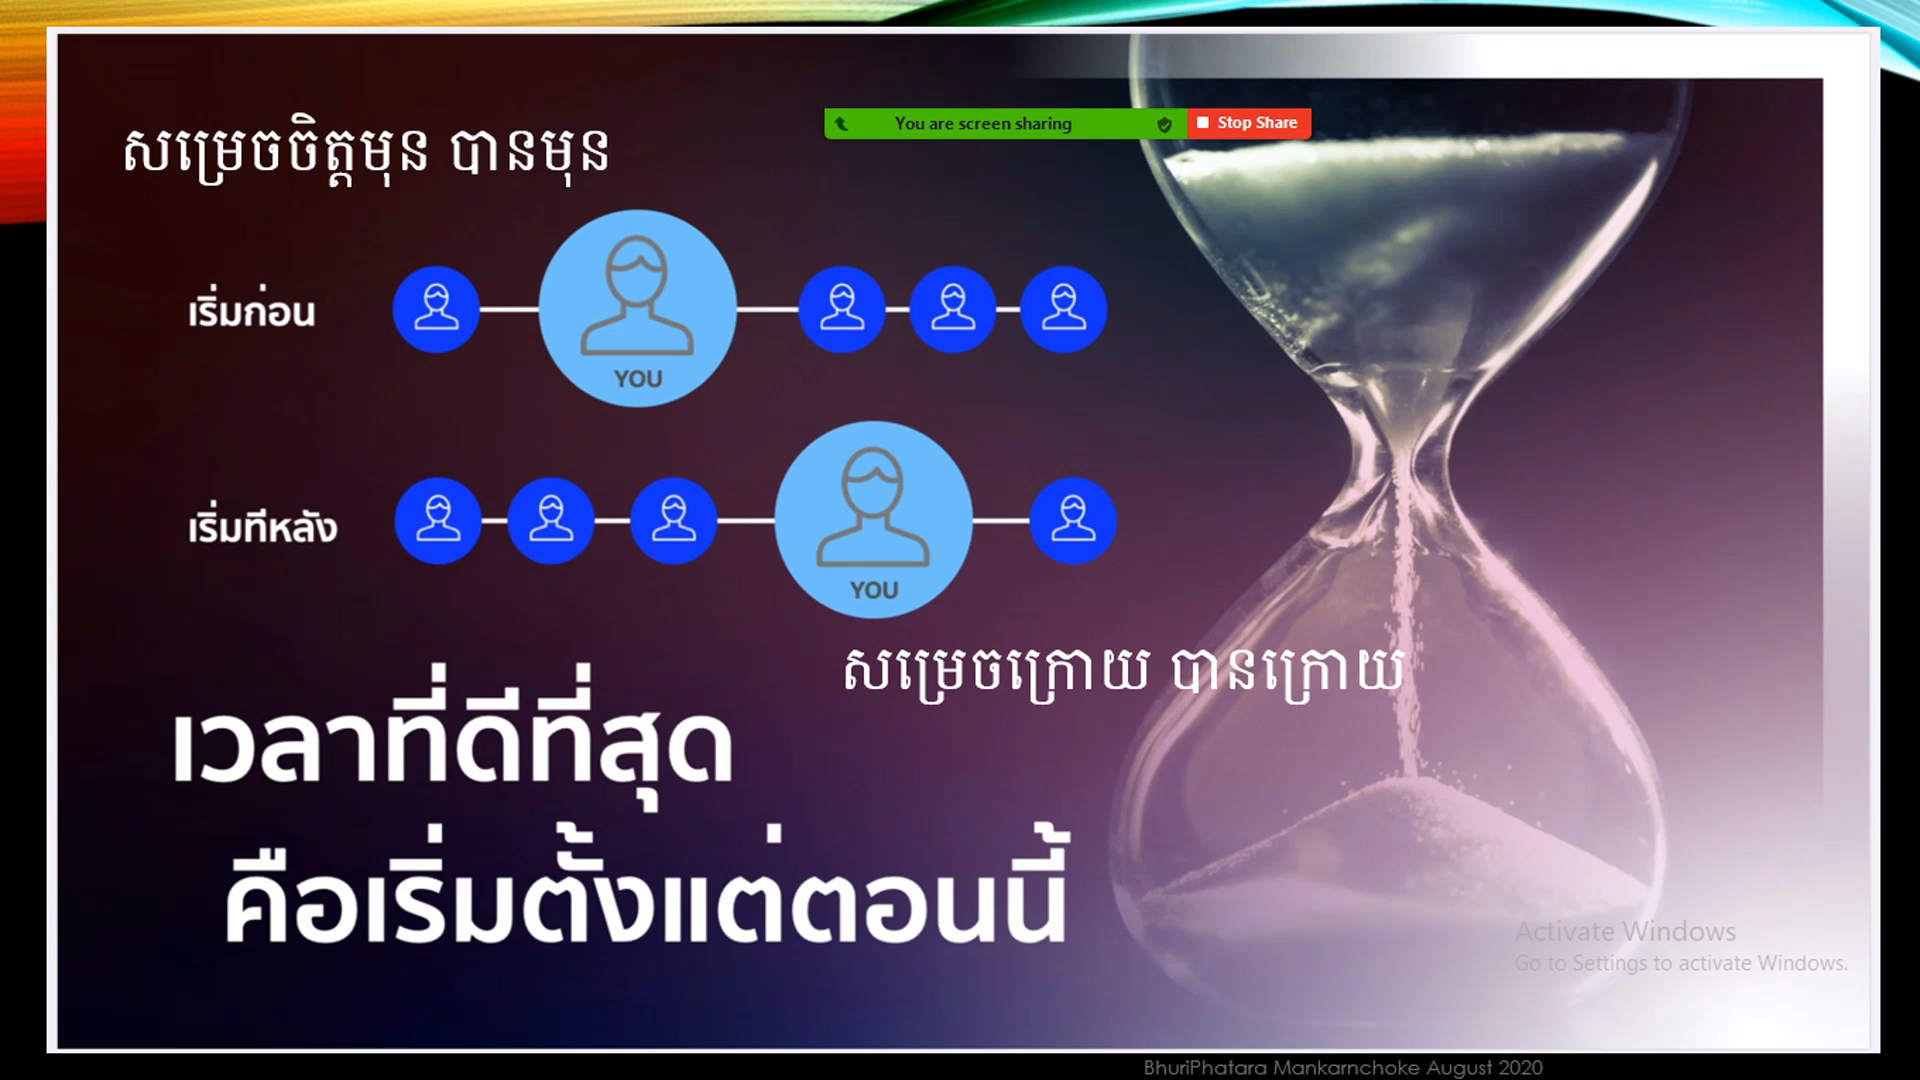 You are screen sharing
Stop Share
សម្រេចចិត្តមុន បានមុន
เริ่มก่อน
YOU
เริ่มทีหลัง
YOU
សម្រេចក្រោយ បានក្រោយ
เวลาที่ดีที่สุด
คือเริ่มตั้งแต่ตอนนี้
Activate Windows
Go to Settings to activate Windows.
BhuriPhatara Mankarnchoke August 2020